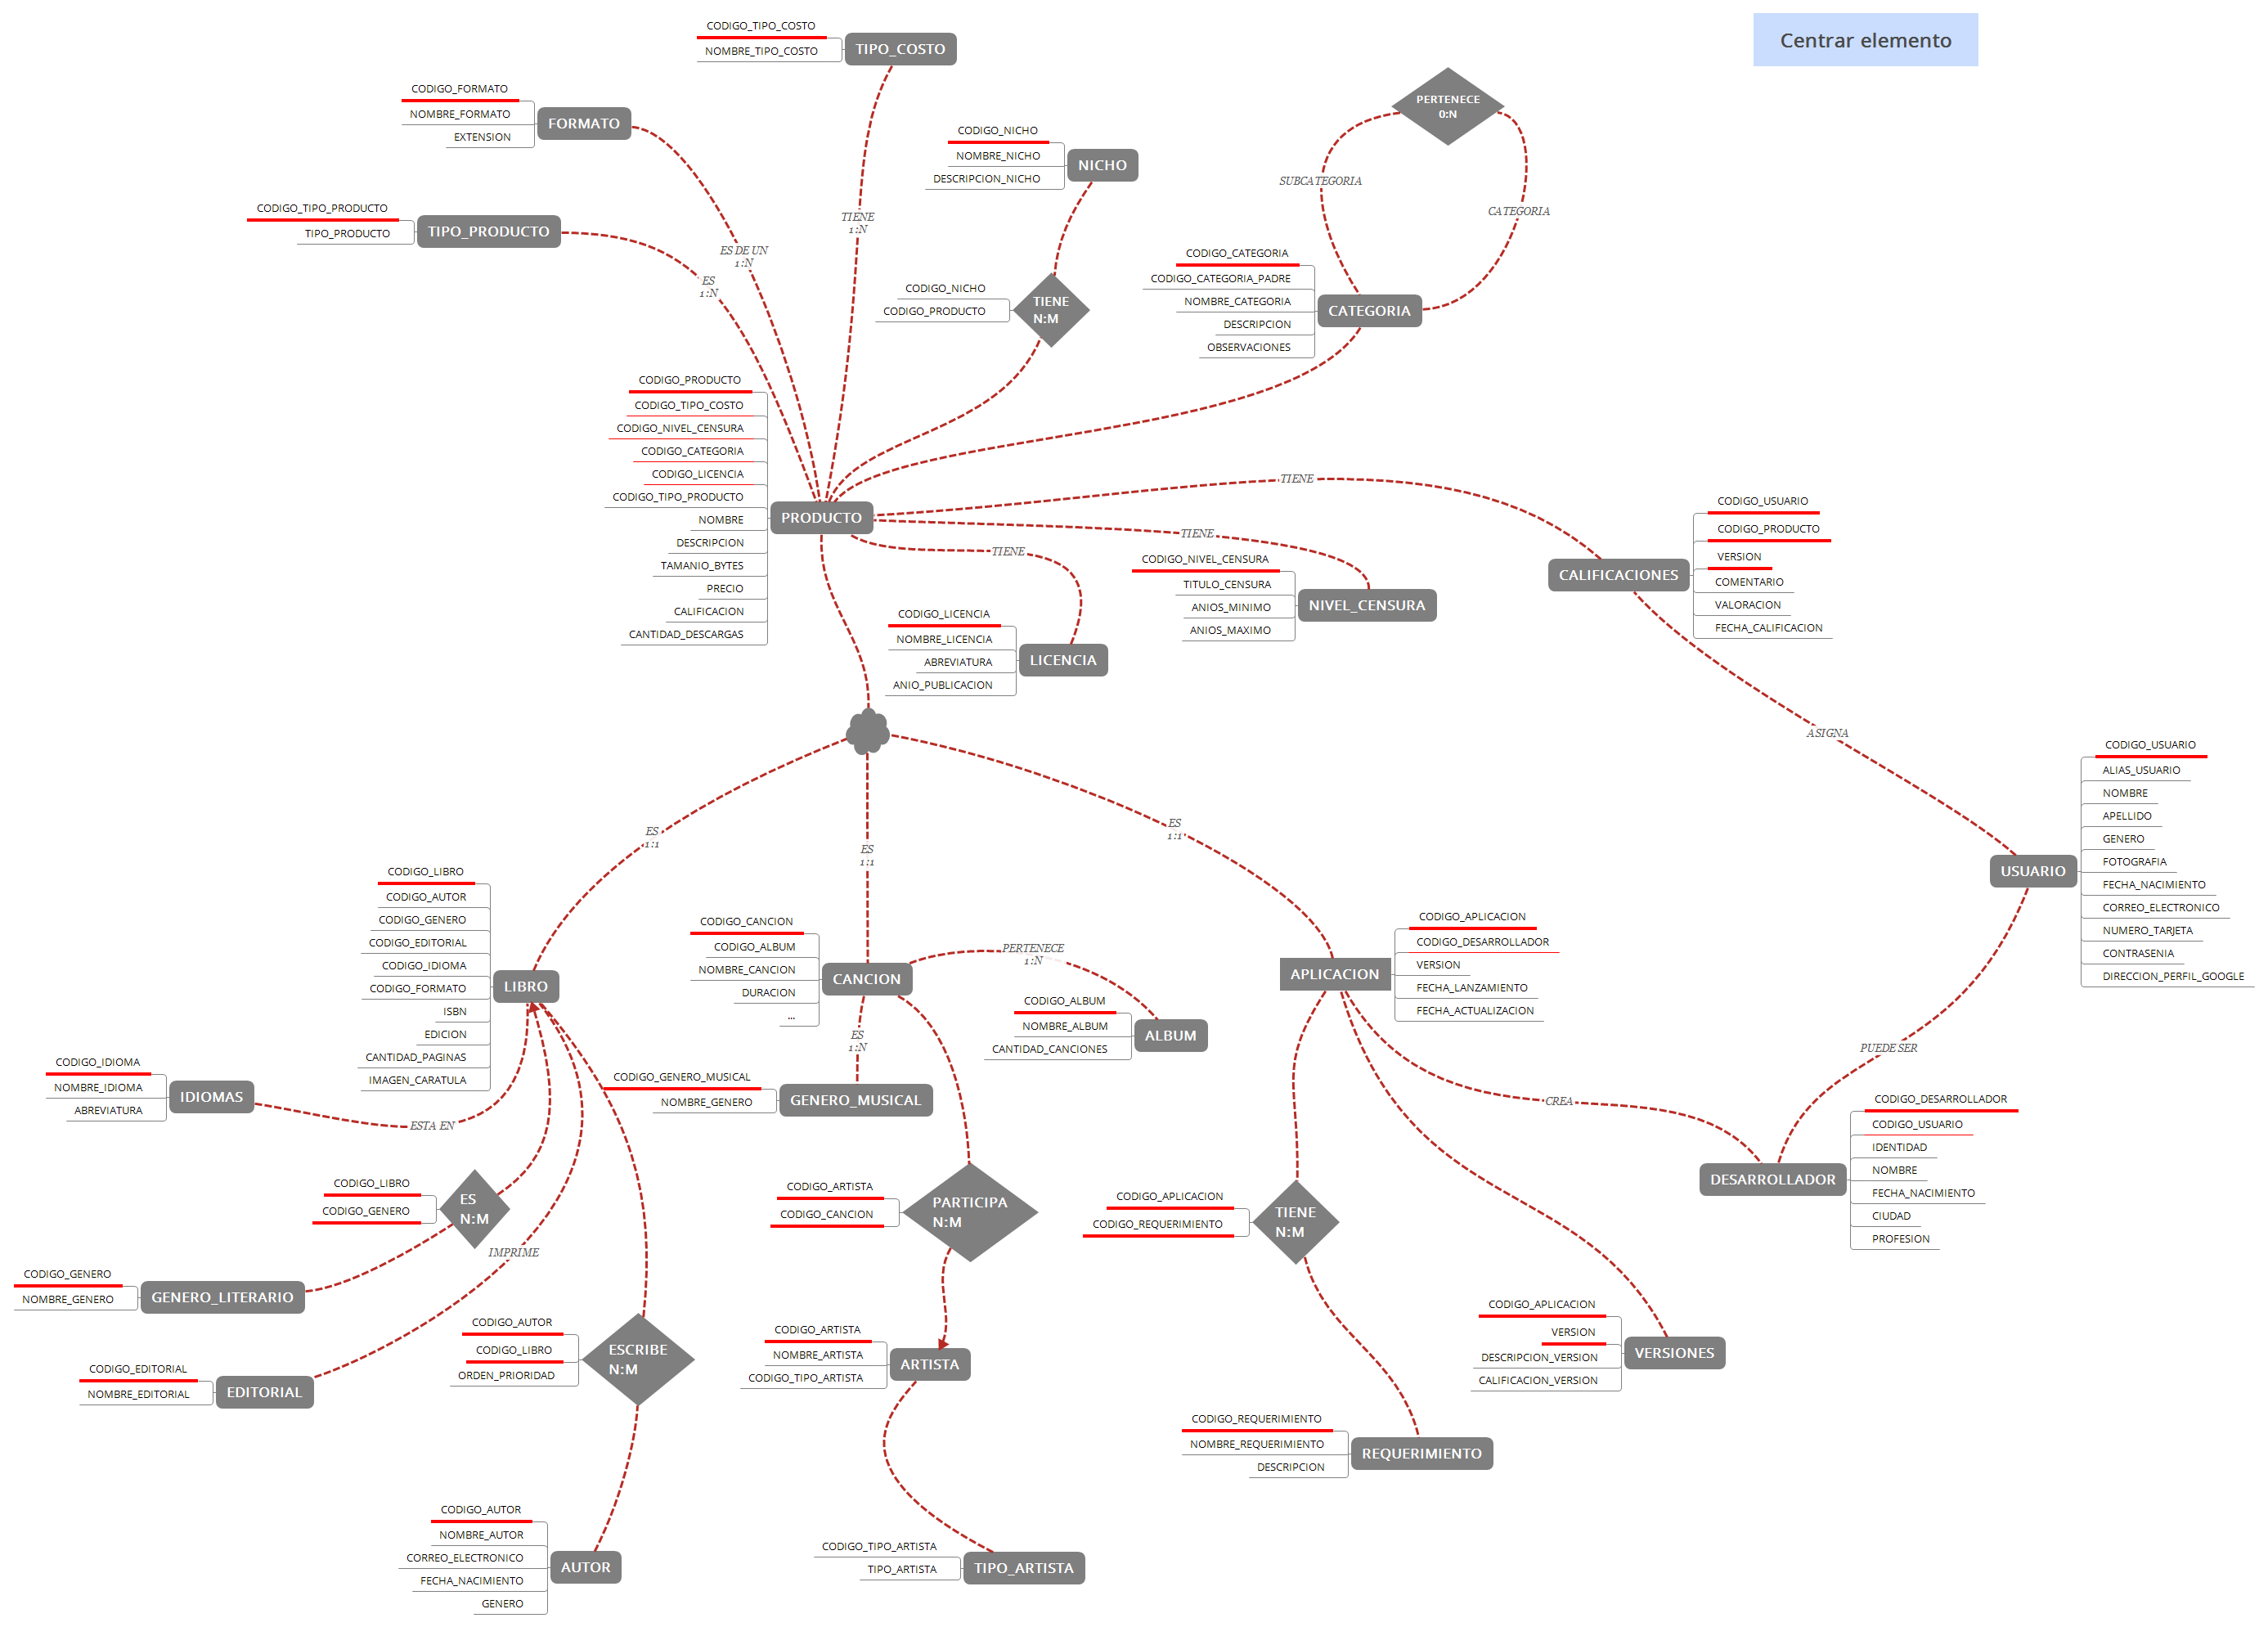 Centrar elemento
CODIGO_TIPO_COSTO
NOMBRE_TIPO_COSTO
TIPO_COSTO
CODIGO_FORMATO
NOMBRE_FORMATO
EXTENSION
FORMATO
CODIGO_TIPO_PRODUCTO
TIPO_PRODUCTO
TIPO_PRODUCTO
CODIGO_NICHO
NOMBRE_NICHO
DESCRIPCION_NICHO
NICHO
PERTENECE
0:N
SUBCATEGORIA
CATEGORIA
TIENE
1:N
ES DE UN
1:N
ES
1:N
CODIGO_NICHO
CODIGO_PRODUCTO
TIENE
N:M
CODIGO_CATEGORIA
CODIGO_CATEGORIA_PADRE
NOMBRE_CATEGORIA
DESCRIPCION
OBSERVACIONES
CATEGORIA
CODIGO_PRODUCTO
CODIGO_TIPO_COSTO
CODIGO_NIVEL_CENSURA
CODIGO_CATEGORIA
CODIGO_LICENCIA
CODIGO_TIPO_PRODUCTO
NOMBRE
DESCRIPCION
TAMANIO_BYTES
PRECIO
CALIFICACION
CANTIDAD_DESCARGAS
PRODUCTO
TIENE
TIENE
TIENE
CODIGO_USUARIO
CODIGO_PRODUCTO
VERSION
COMENTARIO
VALORACION
FECHA_CALIFICACION
CALIFICACIONES
CODIGO_NIVEL_CENSURA
TITULO_CENSURA
ANIOS_MINIMO
ANIOS_MAXIMO
NIVEL_CENSURA
CODIGO_LICENCIA
NOMBRE_LICENCIA
ABREVIATURA
ANIO_PUBLICACION
LICENCIA
ASIGNA
CODIGO_USUARIO
ALIAS_USUARIO
NOMBRE
APELLIDO
GENERO
FOTOGRAFIA
FECHA_NACIMIENTO
CORREO_ELECTRONICO
NUMERO_TARJETA
CONTRASENIA
DIRECCION_PERFIL_GOOGLE
USUARIO
ES
1:1
ES
1:1
ES
1:1
CODIGO_LIBRO
CODIGO_AUTOR
CODIGO_GENERO
CODIGO_EDITORIAL
CODIGO_IDIOMA
CODIGO_FORMATO
ISBN
EDICION
CANTIDAD_PAGINAS
IMAGEN_CARATULA
LIBRO
CODIGO_CANCION
CODIGO_ALBUM
NOMBRE_CANCION
DURACION
...
CANCION
PERTENECE
1:N
CODIGO_ALBUM
NOMBRE_ALBUM
CANTIDAD_CANCIONES
ALBUM
CODIGO_APLICACION
CODIGO_DESARROLLADOR
VERSION
FECHA_LANZAMIENTO
FECHA_ACTUALIZACION
APLICACION
ES
1:N
CODIGO_GENERO_MUSICAL
NOMBRE_GENERO
GENERO_MUSICAL
CODIGO_IDIOMA
NOMBRE_IDIOMA
ABREVIATURA
IDIOMAS
ESTA EN
PUEDE SER
CREA
CODIGO_DESARROLLADOR
CODIGO_USUARIO
IDENTIDAD
NOMBRE
FECHA_NACIMIENTO
CIUDAD
PROFESION
DESARROLLADOR
CODIGO_LIBRO
CODIGO_GENERO
ES
N:M
IMPRIME
CODIGO_ARTISTA
CODIGO_CANCION
PARTICIPA
N:M
CODIGO_APLICACION
CODIGO_REQUERIMIENTO
TIENE
N:M
CODIGO_GENERO
NOMBRE_GENERO
GENERO_LITERARIO
CODIGO_AUTOR
CODIGO_LIBRO
ORDEN_PRIORIDAD
ESCRIBE
N:M
CODIGO_ARTISTA
NOMBRE_ARTISTA
CODIGO_TIPO_ARTISTA
ARTISTA
CODIGO_APLICACION
VERSION
DESCRIPCION_VERSION
CALIFICACION_VERSION
VERSIONES
CODIGO_EDITORIAL
NOMBRE_EDITORIAL
EDITORIAL
CODIGO_REQUERIMIENTO
NOMBRE_REQUERIMIENTO
DESCRIPCION
REQUERIMIENTO
CODIGO_AUTOR
NOMBRE_AUTOR
CORREO_ELECTRONICO
FECHA_NACIMIENTO
GENERO
AUTOR
CODIGO_TIPO_ARTISTA
TIPO_ARTISTA
TIPO_ARTISTA